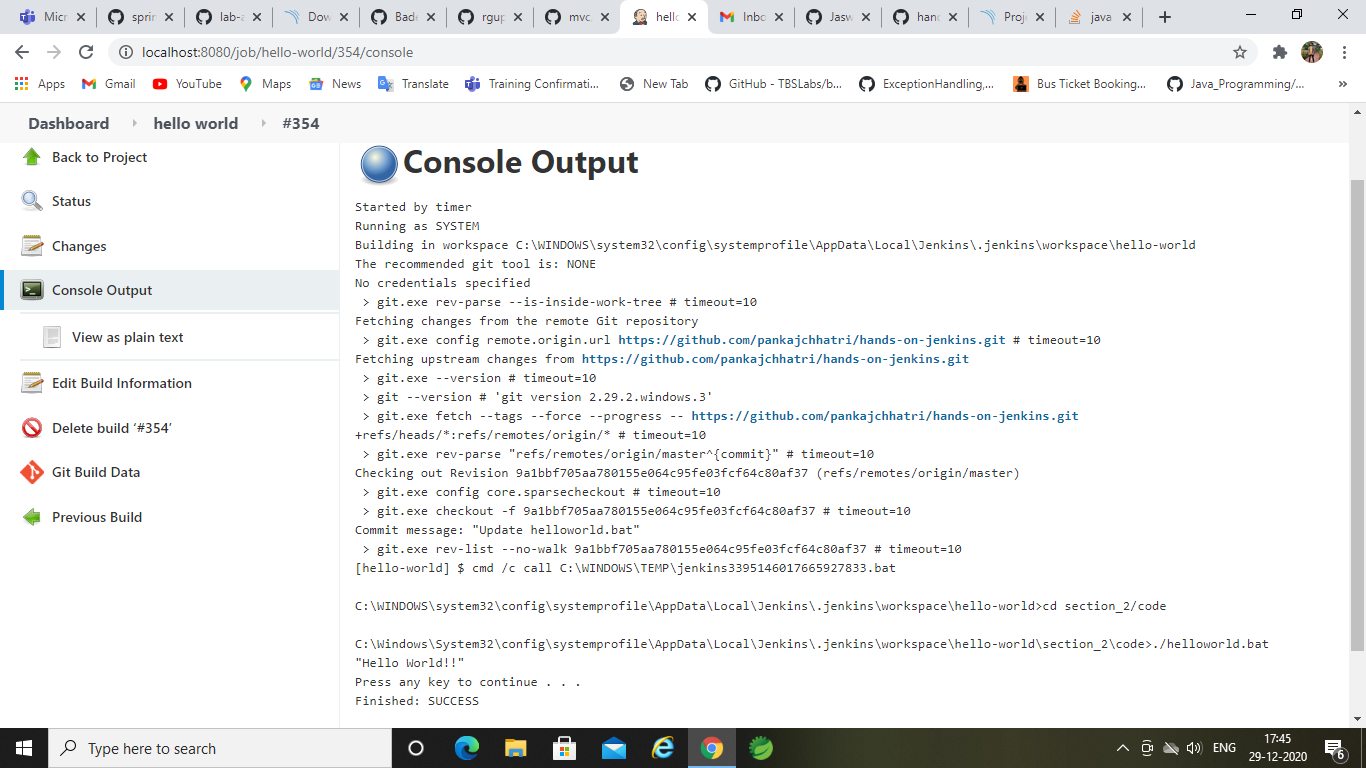 Micr
sprin
lab-a
Dow
Bade
rgup
mvc
hello
Inbo
Jasw
hand
Proje
java
localhost:8080/job/hello-world/354/console
Apps
Gmail
YouTube
Maps
News
Translate
Training Confirmati...
New Tab
GitHub - TBSLabs/b...
ExceptionHandling,...
Bus Ticket Booking...
Java_Programming/...
»
Dashboard
hello world
#354
Back to Project
Status
Changes
Console Output
View as plain text
Edit Build Information
Delete build ‘#354’
Git Build Data
Previous Build
Console Output
Started by timer
Running as SYSTEM
Building in workspace C:\WINDOWS\system32\config\systemprofile\AppData\Local\Jenkins\.jenkins\workspace\hello-world
The recommended git tool is: NONE
No credentials specified
 > git.exe rev-parse --is-inside-work-tree # timeout=10
Fetching changes from the remote Git repository
 > git.exe config remote.origin.url https://github.com/pankajchhatri/hands-on-jenkins.git # timeout=10
Fetching upstream changes from https://github.com/pankajchhatri/hands-on-jenkins.git
 > git.exe --version # timeout=10
 > git --version # 'git version 2.29.2.windows.3'
 > git.exe fetch --tags --force --progress -- https://github.com/pankajchhatri/hands-on-jenkins.git
+refs/heads/*:refs/remotes/origin/* # timeout=10
 > git.exe rev-parse "refs/remotes/origin/master^{commit}" # timeout=10
Checking out Revision 9a1bbf705aa780155e064c95fe03fcf64c80af37 (refs/remotes/origin/master)
 > git.exe config core.sparsecheckout # timeout=10
 > git.exe checkout -f 9a1bbf705aa780155e064c95fe03fcf64c80af37 # timeout=10
Commit message: "Update helloworld.bat"
 > git.exe rev-list --no-walk 9a1bbf705aa780155e064c95fe03fcf64c80af37 # timeout=10
[hello-world] $ cmd /c call C:\WINDOWS\TEMP\jenkins3395146017665927833.bat
C:\WINDOWS\system32\config\systemprofile\AppData\Local\Jenkins\.jenkins\workspace\hello-world>cd section_2/code
C:\Windows\System32\config\systemprofile\AppData\Local\Jenkins\.jenkins\workspace\hello-world\section_2\code>./helloworld.bat
"Hello World!!"
Press any key to continue . . .
Finished: SUCCESS
Type here to search
ENG
17:45
29-12-2020
6